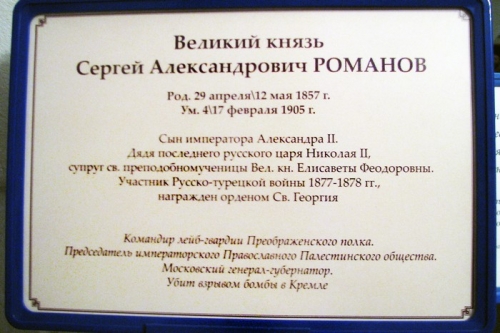 Великий князь
Сергей Александрович РОМАНОВ
Род. 29 апреля\12 мая 1857 г.
Ум. 4\17 февраля 1905 г.
Сын императора Александра II.
Дядя последнего русского царя Николая II,
супруг св. преподобномученицы Вел. кн. Елисаветы Феодоровны.
Участник Русско-турецкой войны 1877-1878 гг.,
награжден орденом Св. Георгия
Командир лейб-гвардии Преображенского полка.
Председатель императорского Православного Палестинского общества.
Московский генерал-губернатор.
Убит взрывом бомбы в Кремле